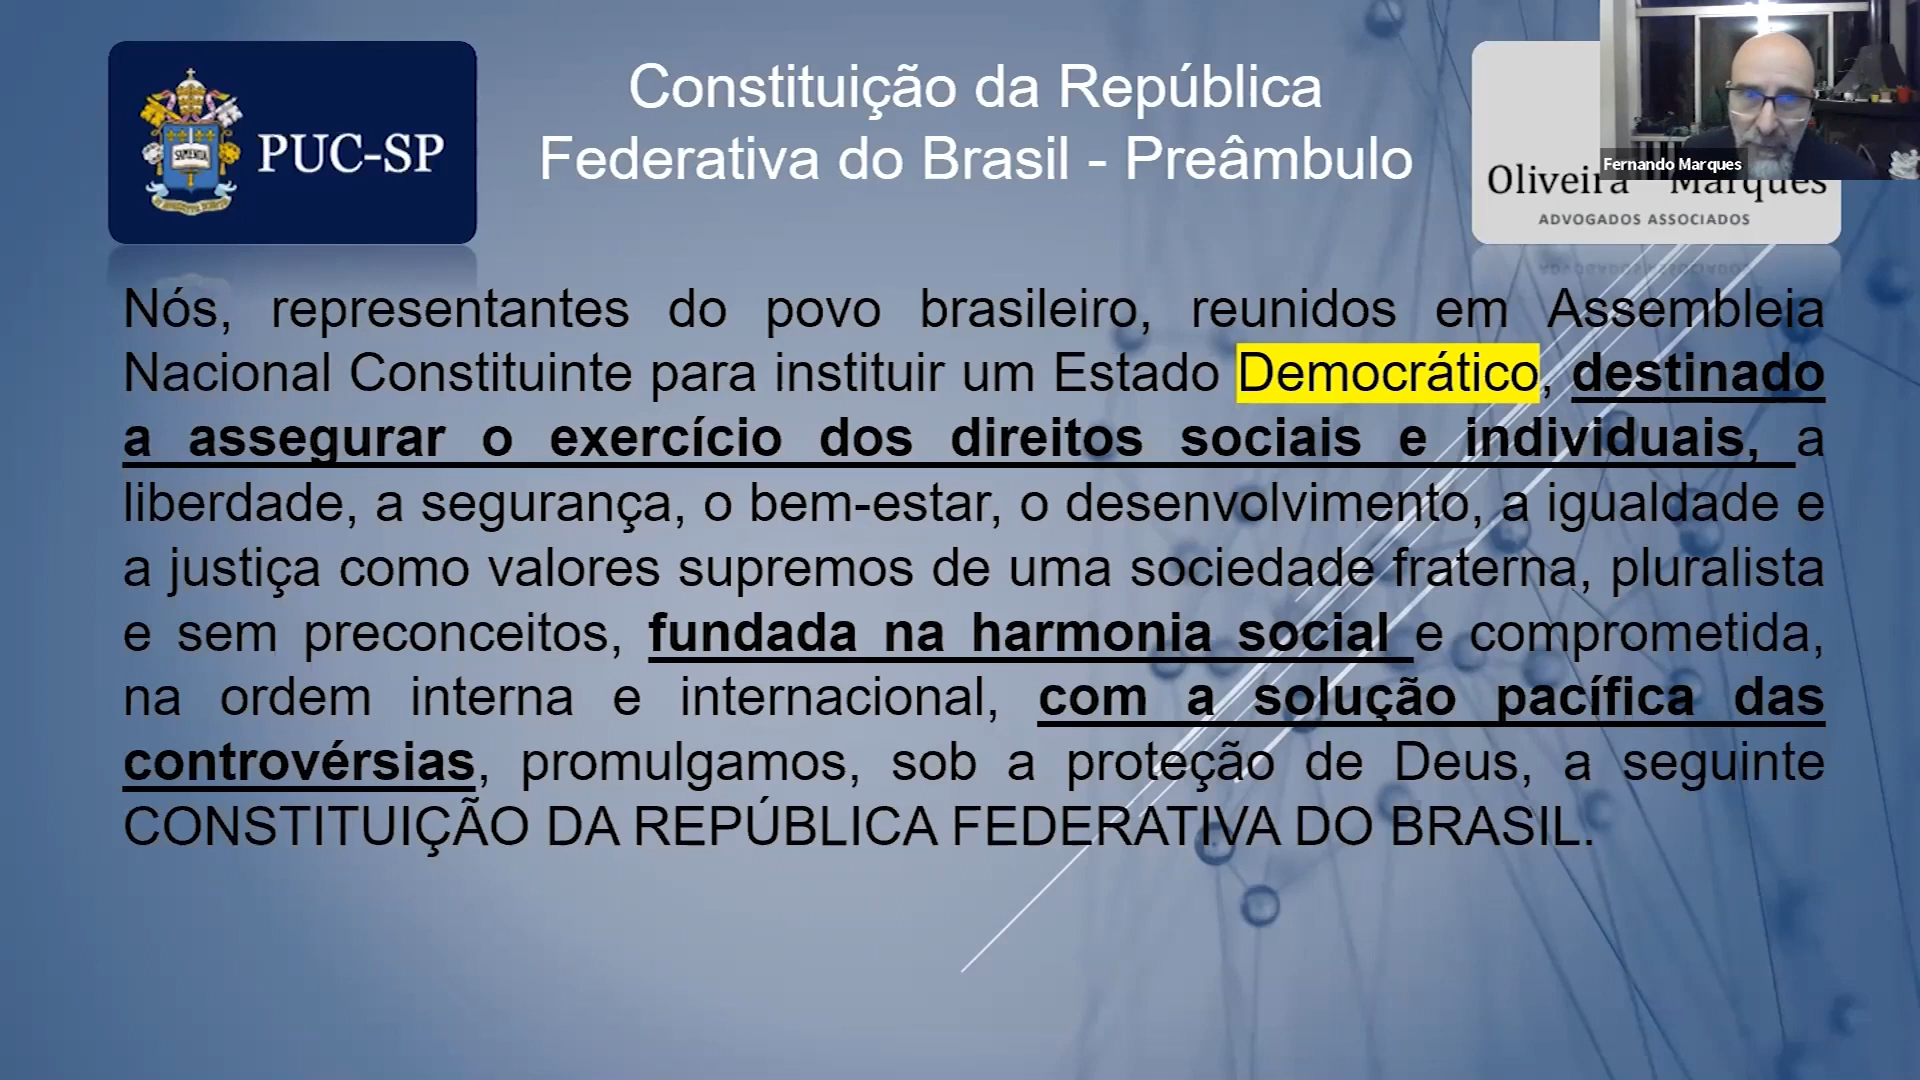 Constituição da República
Federativa do Brasil - Preâmbulo
SAPIENTIA
PUC-SP
Fernando Marques
Oliveira Marques
ADVOGADOS ASSOCIADOS
Nós, representantes do povo brasileiro, reunidos em Assembleia
Nacional Constituinte para instituir um Estado Democrático, destinado
a assegurar o exercício dos direitos sociais e individuais, a
liberdade, a segurança, o bem-estar, o desenvolvimento, a igualdade e
a justiça como valores supremos de uma sociedade fraterna, pluralista
e sem preconceitos, fundada na harmonia social e comprometida,
na ordem interna e internacional, com a solução pacífica das
controvérsias, promulgamos, sob a proteção de Deus, a seguinte
CONSTITUIÇÃO DA REPÚBLICA FEDERATIVA DO BRASIL.